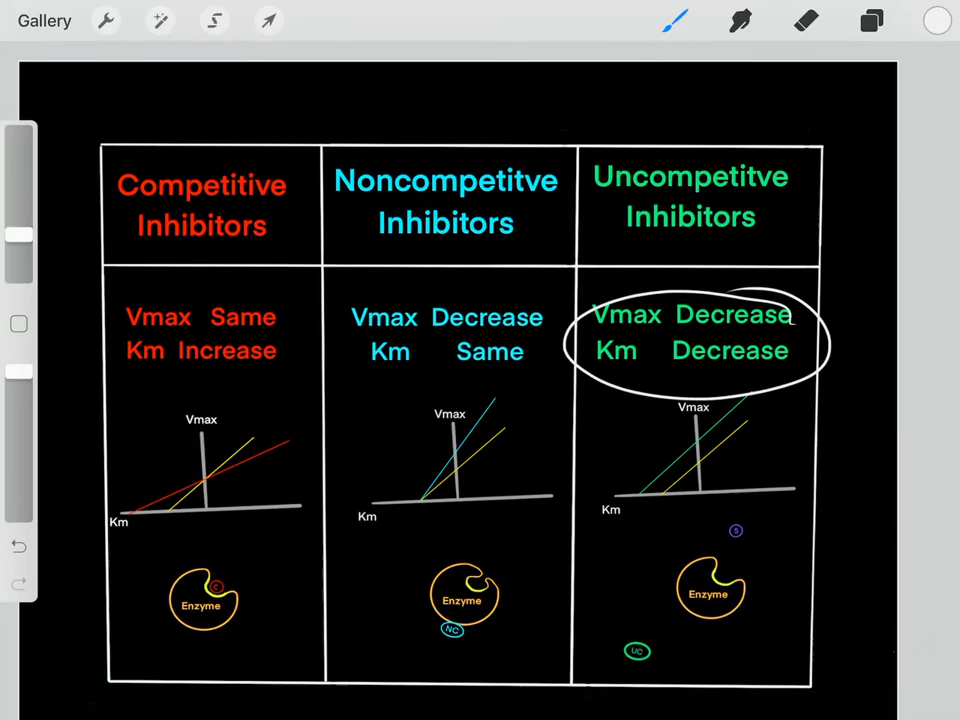 Gallery
Competitive
Inhibitors
Noncompetitve
Inhibitors
Uncompetitve
Inhibitors
Vmax Same
Km Increase
Vmax Decrease
Km Same
Vmax Decrease
Km Decrease
Vmax
Km
Vmax
Km
Vmax
Km
C
Enzyme
Enzyme
NC
S
Enzyme
UC